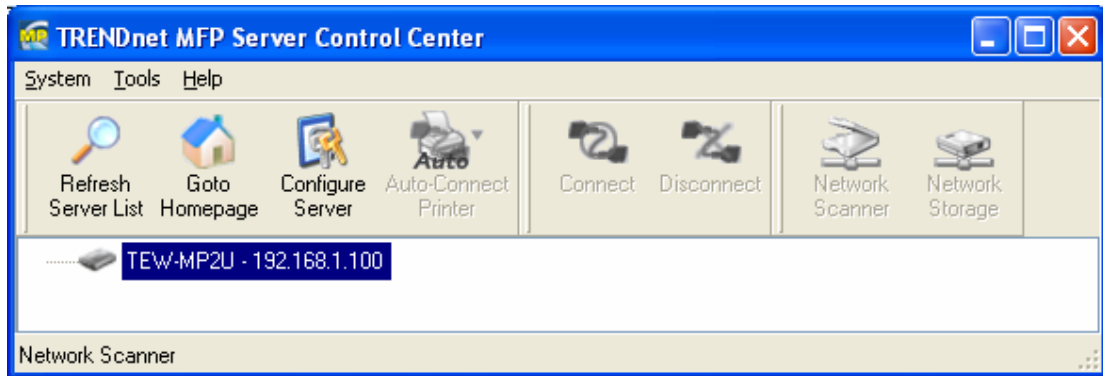 TRENDnet MFP Server Control Center
System Tools Help
Refresh Server List
Goto Homepage
Configure Server
Auto
Auto-Connect Printer
Connect
Disconnect
Network Scanner
Network Storage
TEW-MP2U - 192.168.1.100
Network Scanner